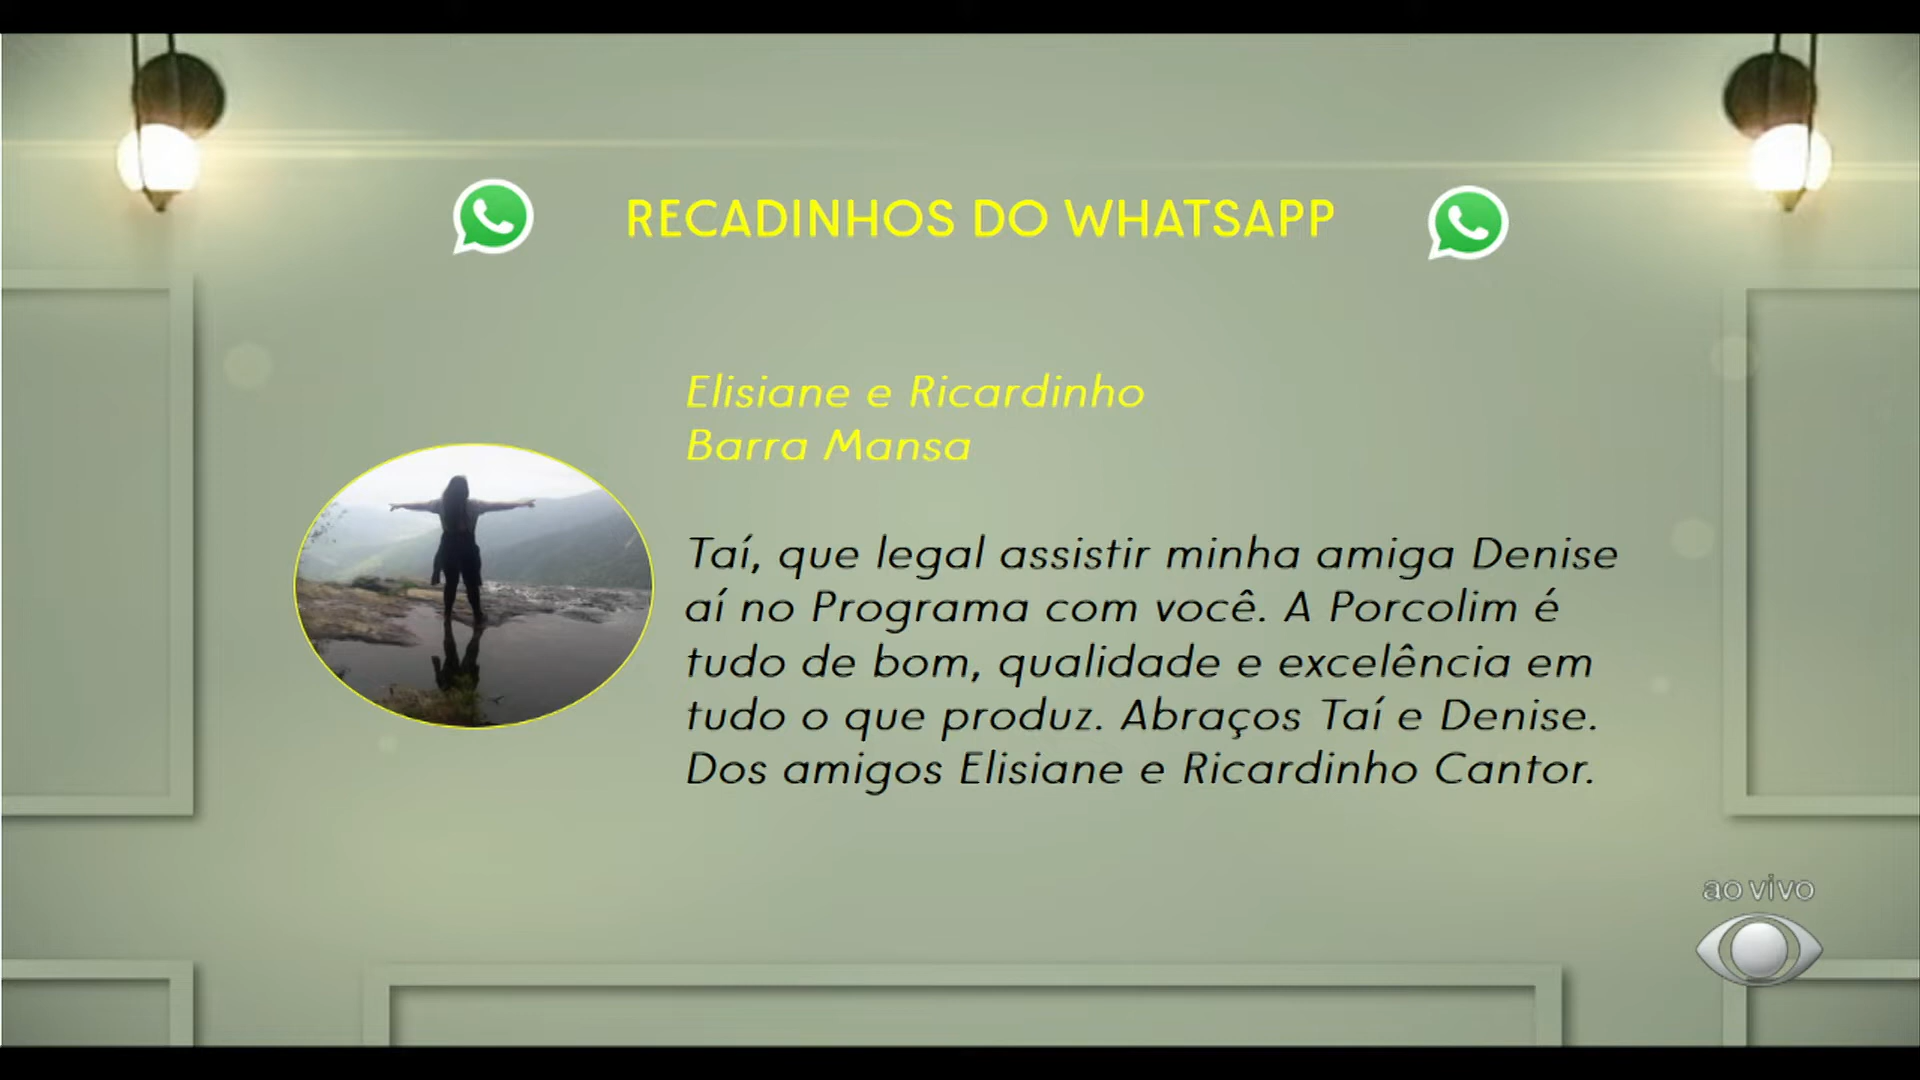 RECADINHOS DO WHATSAPP
Elisiane e Ricardinho
Barra Mansa
Taí, que legal assistir minha amiga Denise
aí no Programa com você. A Porcolim é
tudo de bom, qualidade e excelência em
tudo o que produz. Abraços Taí e Denise.
Dos amigos Elisiane e Ricardinho Cantor.
ao vivo